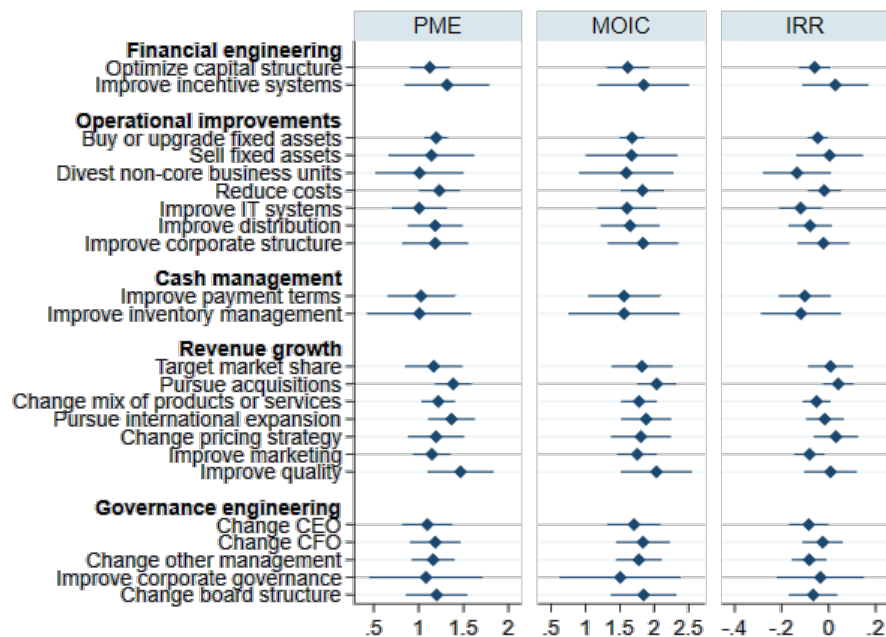 PME MOIC IRR
Financial engineering
Optimize capital structure
Improve incentive systems
Operational improvements
Buy or upgrade fixed assets
Sell fixed assets
Divest non-core business units
Reduce costs
Improve IT systems
Improve distribution
Improve corporate structure
Cash management
Improve payment terms
Improve inventory management
Revenue growth
Target market share
Pursue acquisitions
Change mix of products or services
Pursue international expansion
Change pricing strategy
Improve marketing
Improve quality
Governance engineering
Change CEO
Change CFO
Change other management
Improve corporate governance
Change board structure
.5 1 1.5 2 .5 1 1.5 2 2.5 -.4 -.2 0 .2